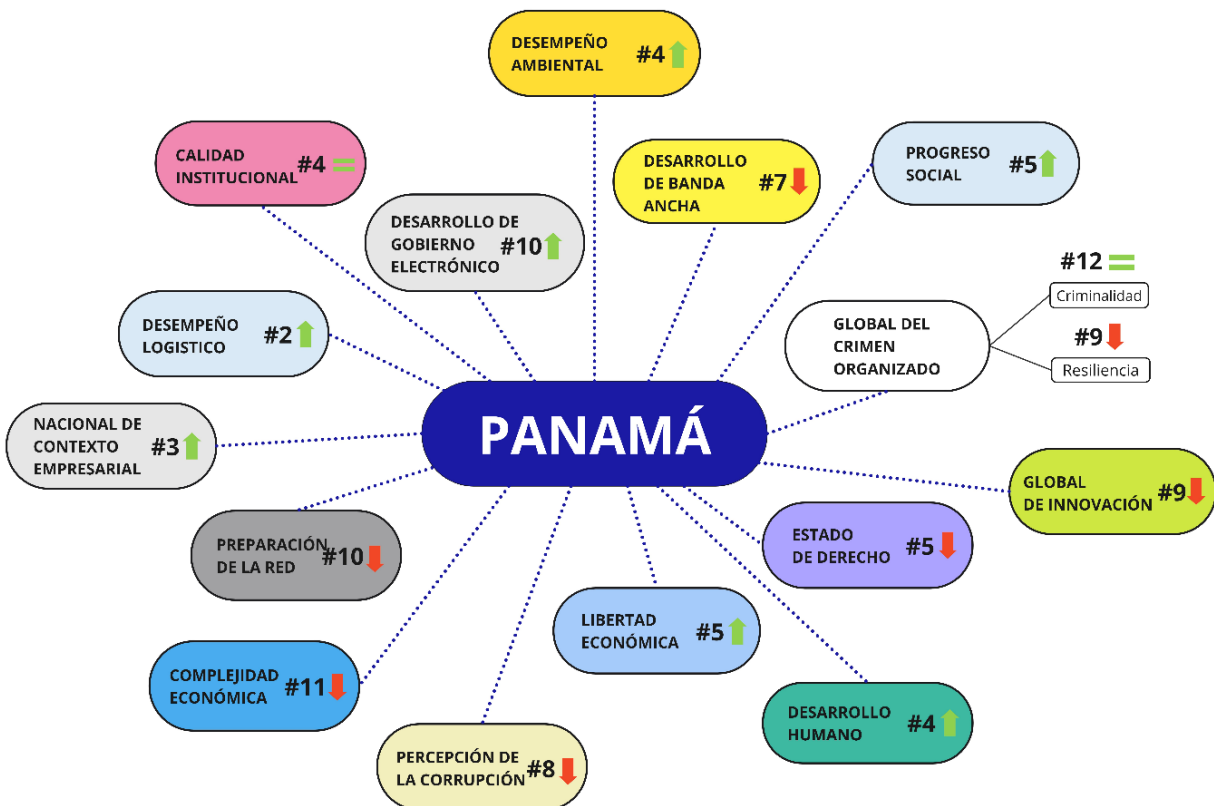 DESEMPEÑO
AMBIENTAL
#4
CALIDAD
INSTITUCIONAL
#4
DESARROLLO
DE BANDA
ANCHA
#7
PROGRESO
SOCIAL
#5
DESARROLLO DE
GOBIERNO
ELECTRÓNICO
#10
#12
Criminalidad
DESEMPEÑO
LOGISTICO
#2
GLOBAL DEL
CRIMEN
ORGANIZADO
#9
Resiliencia
PANAMÁ
NACIONAL DE
CONTEXTO
EMPRESARIAL
#3
GLOBAL
DE INNOVACIÓN
#9
PREPARACIÓN
DE LA RED
#10
ESTADO
DE DERECHO
#5
LIBERTAD
ECONÓMICA
#5
COMPLEJIDAD
ECONÓMICA
#11
DESARROLLO
HUMANO
#4
PERCEPCIÓN DE
LA CORRUPCIÓN
#8